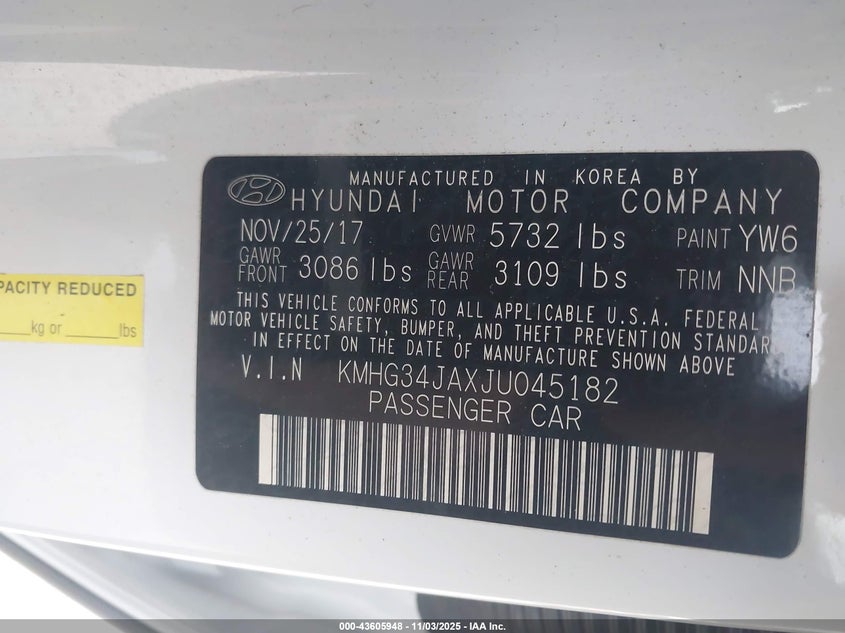 MANUFACTURED IN KOREA BY
HYUNDAI MOTOR COMPANY
NOV/25/17 GVWR 5732 lbs PAINT YW6
GAWR FRONT 3086 lbs GAWR REAR 3109 lbs TRIM NNB
THIS VEHICLE CONFORMS TO ALL APPLICABLE U.S.A. FEDERAL
MOTOR VEHICLE SAFETY, BUMPER, AND THEFT PREVENTION STANDARDS
IN EFFECT ON THE DATE OF MANUFACTURE SHOWN ABOVE
V.I.N KMHG34JAXJU045182
PASSENGER CAR
PACITY REDUCED
____kg or ______lbs
000-43605948 - 11/03/2025 - IAA Inc.